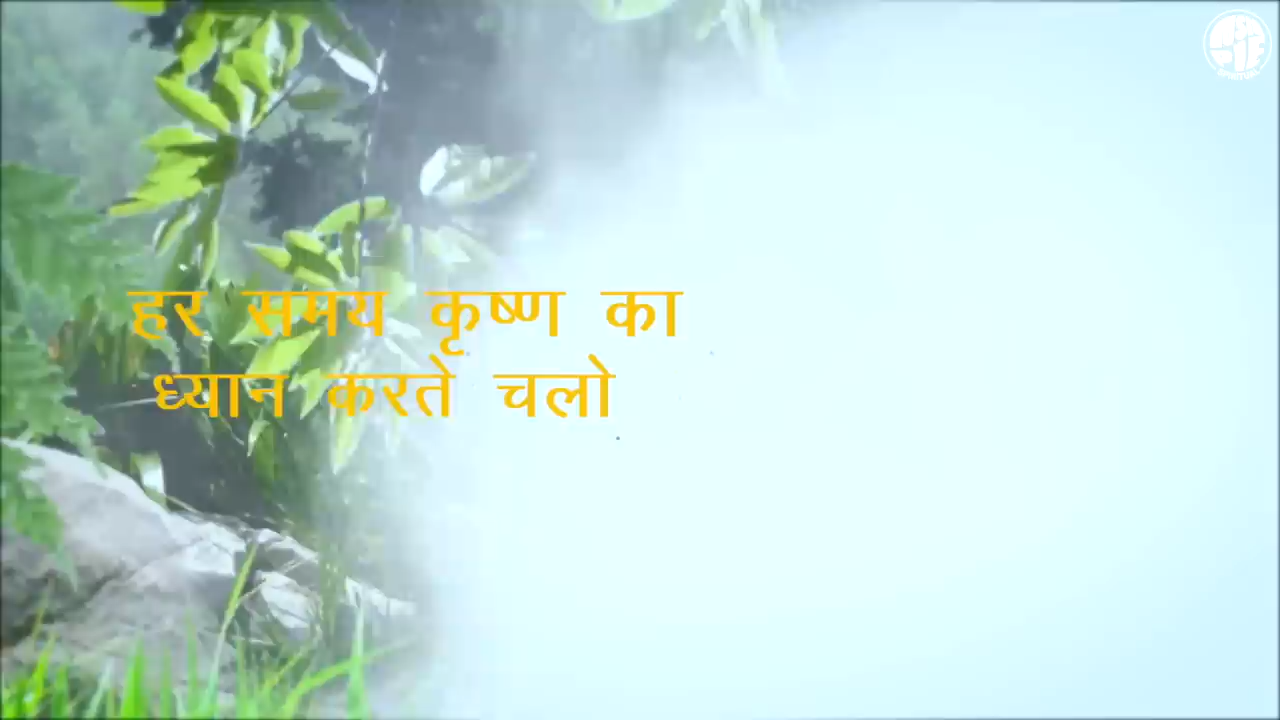 हर समय कृष्ण का
ध्यान करते चलो